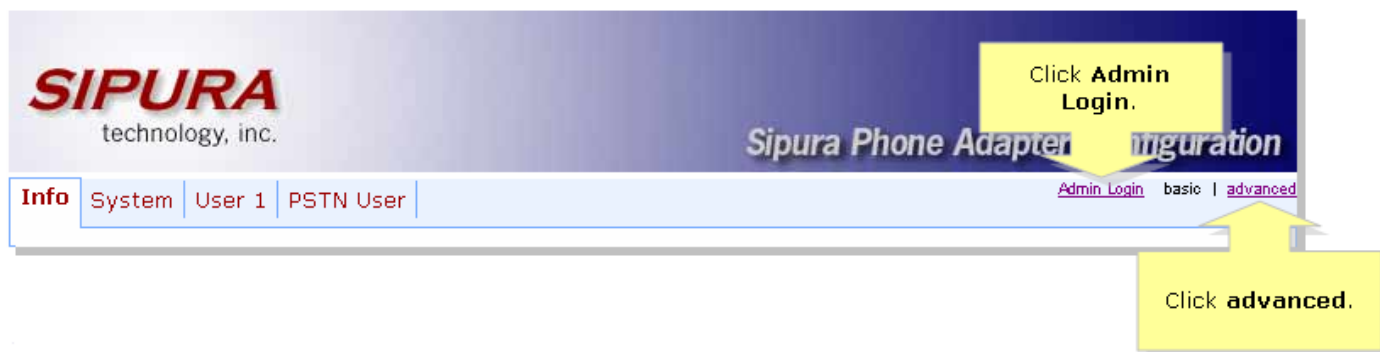 SIPURA
technology, inc.
Click Admin
Login.
Sipura Phone Adapter
Info System User 1 PSTN User Admin Login basic | advanced
Click advanced.